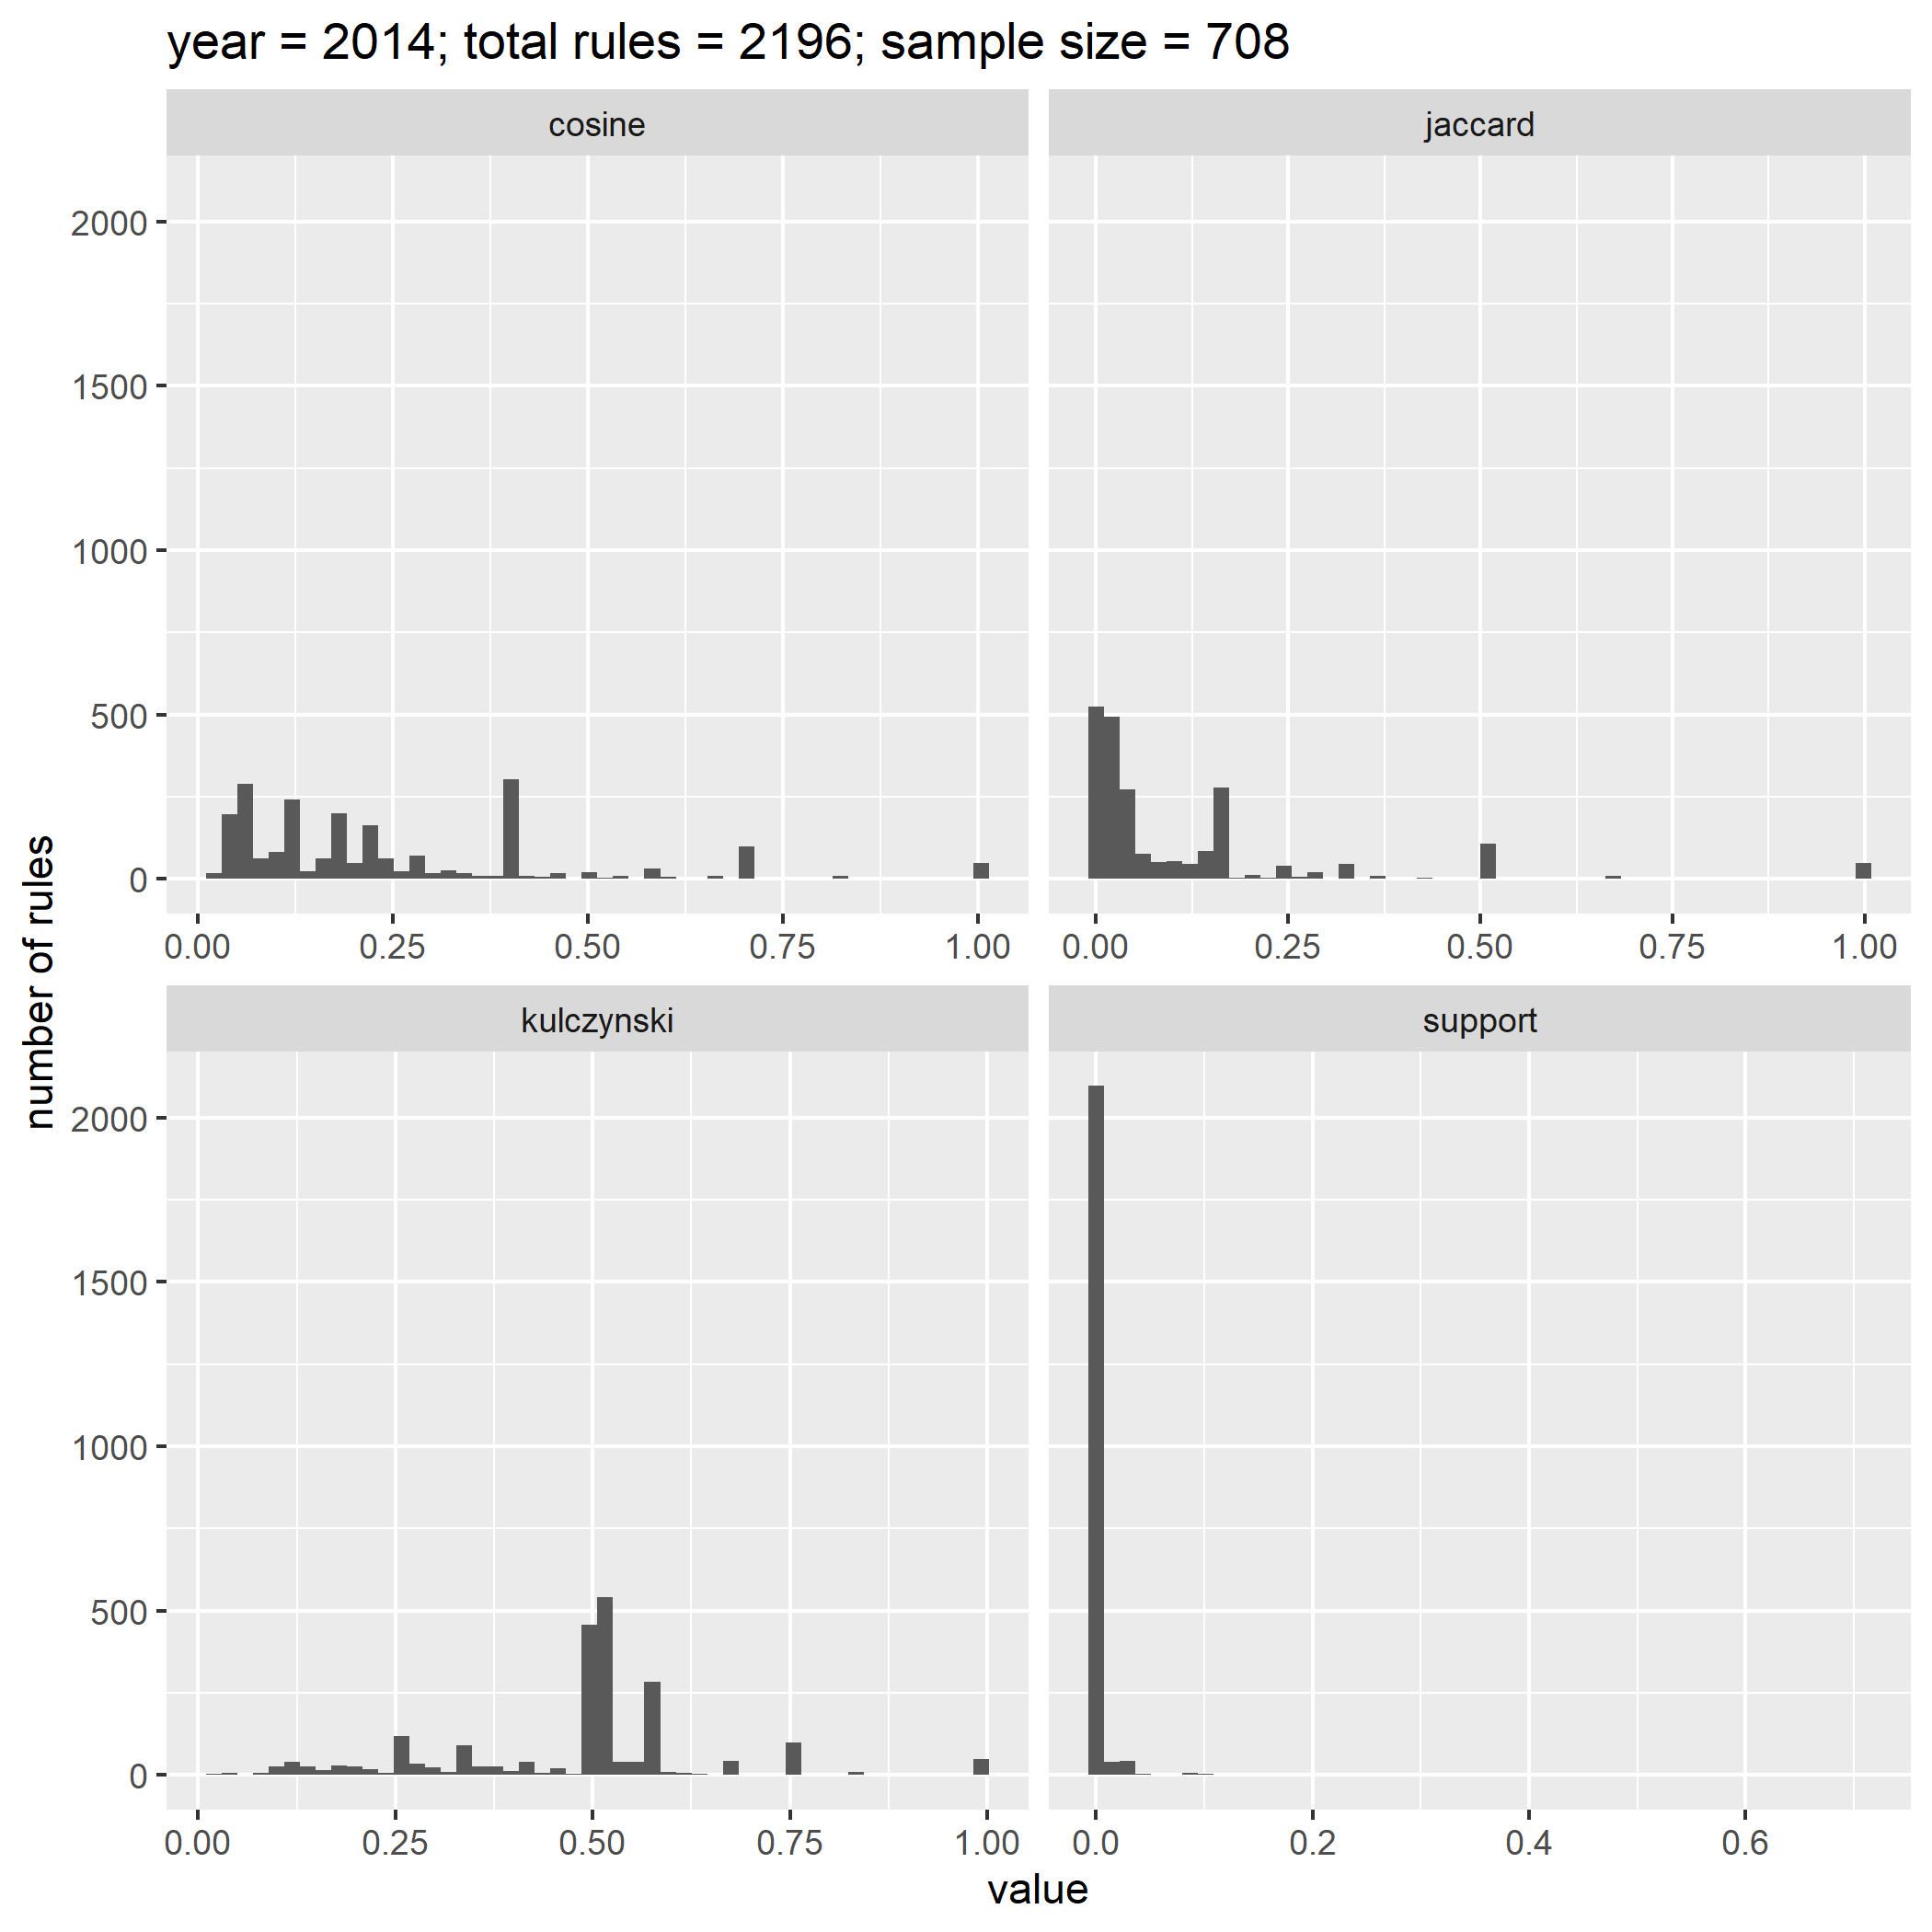 year = 2014; total rules = 2196; sample size = 708
cosine
jaccard
2000
1500
1000
500
0
0.00 0.25 0.50 0.75 1.00
0.00 0.25 0.50 0.75 1.00
number of rules
kulczynski
support
2000
1500
1000
500
0
0.00 0.25 0.50 0.75 1.00
0.0 0.2 0.4 0.6
value